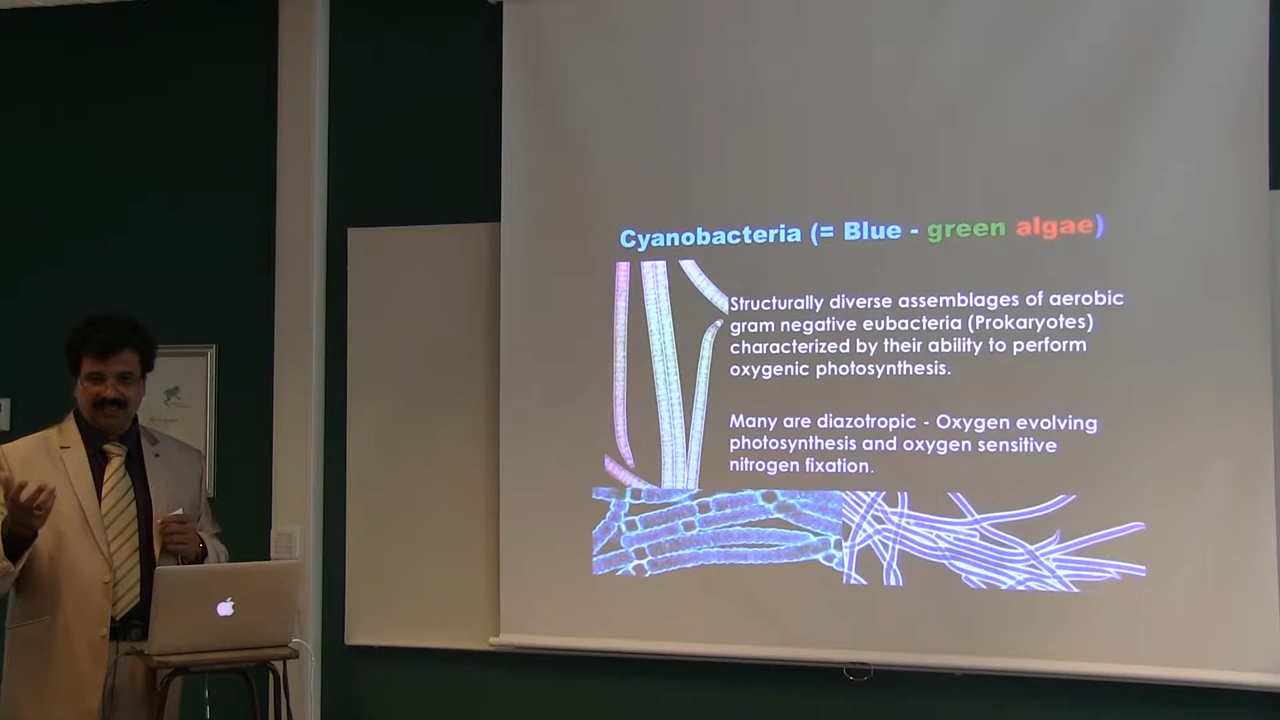 Cyanobacteria (= Blue - green algae)
Structurally diverse assemblages of aerobic
gram negative eubacteria (Prokaryotes)
characterized by their ability to perform
oxygenic photosynthesis.
Many are diazotropic - Oxygen evolving
photosynthesis and oxygen sensitive
nitrogen fixation.